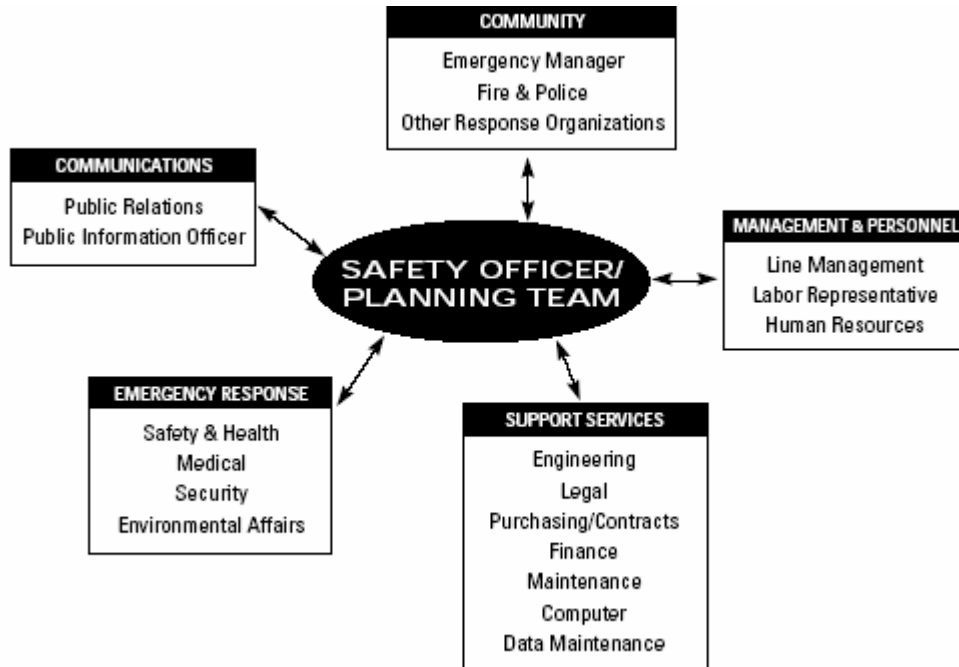 COMMUNITY
Emergency Manager
Fire & Police
Other Response Organizations
COMMUNICATIONS
Public Relations
Public Information Officer
SAFETY OFFICER/
PLANNING TEAM
MANAGEMENT & PERSONNEL
Line Management
Labor Representative
Human Resources
EMERGENCY RESPONSE
Safety & Health
Medical
Security
Environmental Affairs
SUPPORT SERVICES
Engineering
Legal
Purchasing/Contracts
Finance
Maintenance
Computer
Data Maintenance